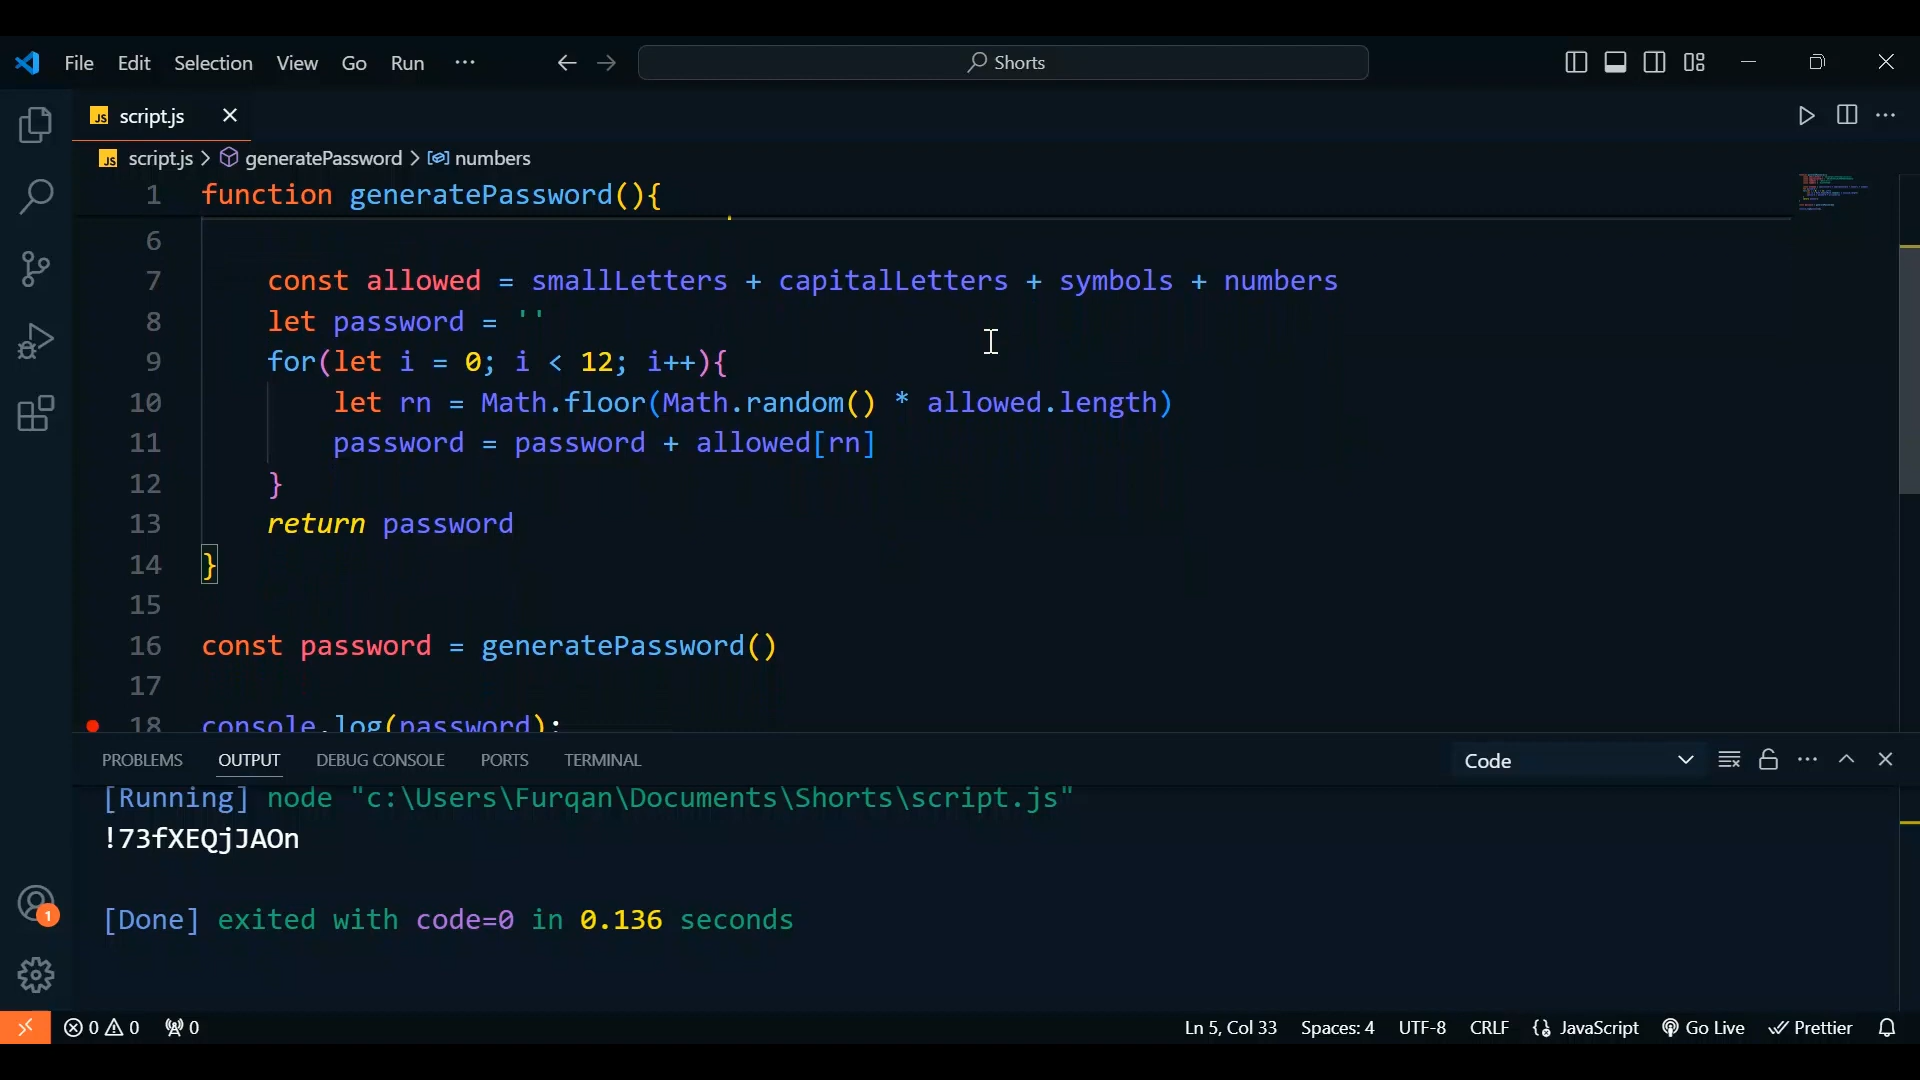 File Edit Selection View Go Run ··· Shorts
JS script.js
JS script.js > generatePassword > numbers
1 function generatePassword(){
6
7 const allowed = smallLetters + capitalLetters + symbols + numbers
8 let password = ''
9 for(let i = 0; i < 12; i++){
10 let rn = Math.floor(Math.random() * allowed.length)
11 password = password + allowed[rn]
12 }
13 return password
14 }
15
16 const password = generatePassword()
17
18 console.log(password);
PROBLEMS OUTPUT DEBUG CONSOLE PORTS TERMINAL Code
[Running] node "c:\Users\Furqan\Documents\Shorts\script.js"
!73fXEQjJAOn
[Done] exited with code=0 in 0.136 seconds
1
0 0 0 Ln 5, Col 33 Spaces: 4 UTF-8 CRLF JavaScript Go Live Prettier